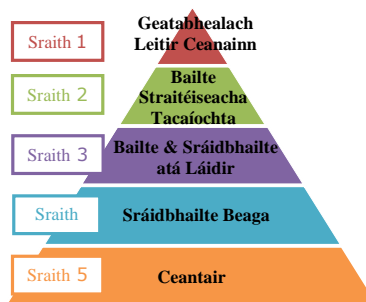 Sraith 1
Geatabhealach
Leitir Ceanainn
Sraith 2
Bailte
Straitéiseacha
Tacaíochta
Sraith 3
Bailte & Sráidbhailte
atá Láidir
Sraith
Sráidbhailte Beaga
Sraith 5
Ceantair